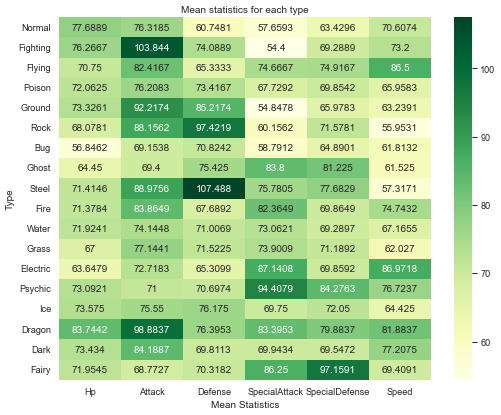 Mean statistics for each type
Normal 77.6889 76.3185 60.7481 57.6593 63.4296 70.6074
Fighting 76.2667 103.844 74.0889 54.4 69.2889 73.2
Flying 70.75 82.4167 65.3333 74.6667 74.9167 86.5
Poison 72.0625 76.2083 73.4167 67.7292 69.8542 65.9583
Ground 73.3261 92.2174 85.2174 54.8478 65.9783 63.2391
Rock 68.0781 88.1562 97.4219 60.1562 71.5781 55.9531
Bug 56.8462 69.1538 70.8242 58.7912 64.8901 61.8132
Ghost 64.45 69.4 75.425 83.8 81.225 61.525
Steel 71.4146 88.9756 107.488 75.7805 77.6829 57.3171
Fire 71.3784 83.8649 67.6892 82.3649 69.8649 74.7432
Water 71.9241 74.1448 71.0069 73.0621 69.2897 67.1655
Grass 67 77.1441 71.5225 73.9009 71.1892 62.027
Electric 63.6479 72.7183 65.3099 87.1408 69.8592 86.9718
Psychic 73.0921 71 70.6974 94.4079 84.2763 76.7237
Ice 73.575 75.55 76.175 69.75 72.05 64.425
Dragon 83.7442 98.8837 76.3953 83.3953 79.8837 81.8837
Dark 73.434 84.1887 69.8113 69.9434 69.5472 77.2075
Fairy 71.9545 68.7727 70.3182 86.25 97.1591 69.4091
Hp Attack Defense SpecialAttack SpecialDefense Speed
Mean Statistics
Type
100
90
80
70
60